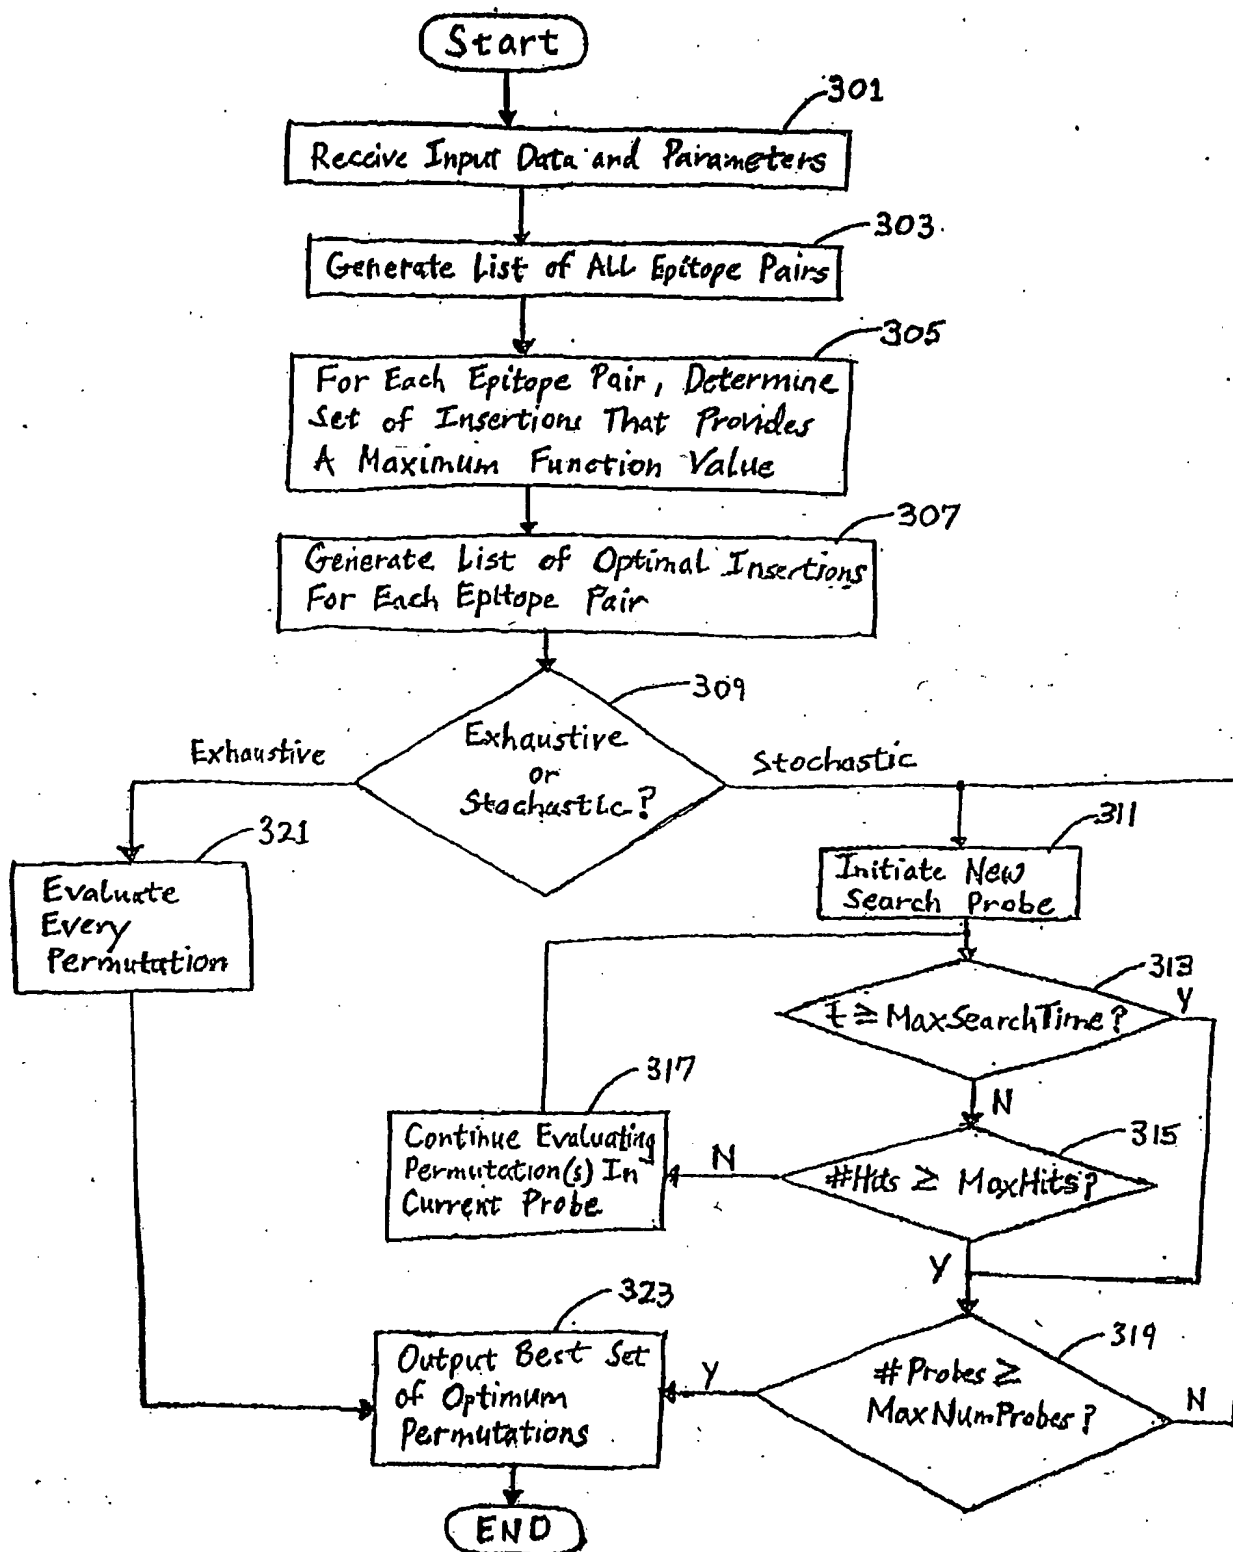 Start
301
Receive Input Data and Parameters
303
Generate List of ALL Epitope Pairs
305
For Each Epitope Pair, Determine
Set of Insertions That Provides
A Maximum Function Value
307
Generate List of Optimal Insertions
For Each Epitope Pair
309
Exhaustive
or
Stochastic?
Exhaustive
Stochastic
321
Evaluate
Every
Permutation
311
Initiate New
Search Probe
313
t ≥ MaxSearchTime?
Y
N
315
#Hits ≥ MaxHits?
N
317
Continue Evaluating
Permutation(s) In
Current Probe
Y
319
#Probes ≥
MaxNumProbes?
Y
N
323
Output Best Set
of Optimum
Permutations
END